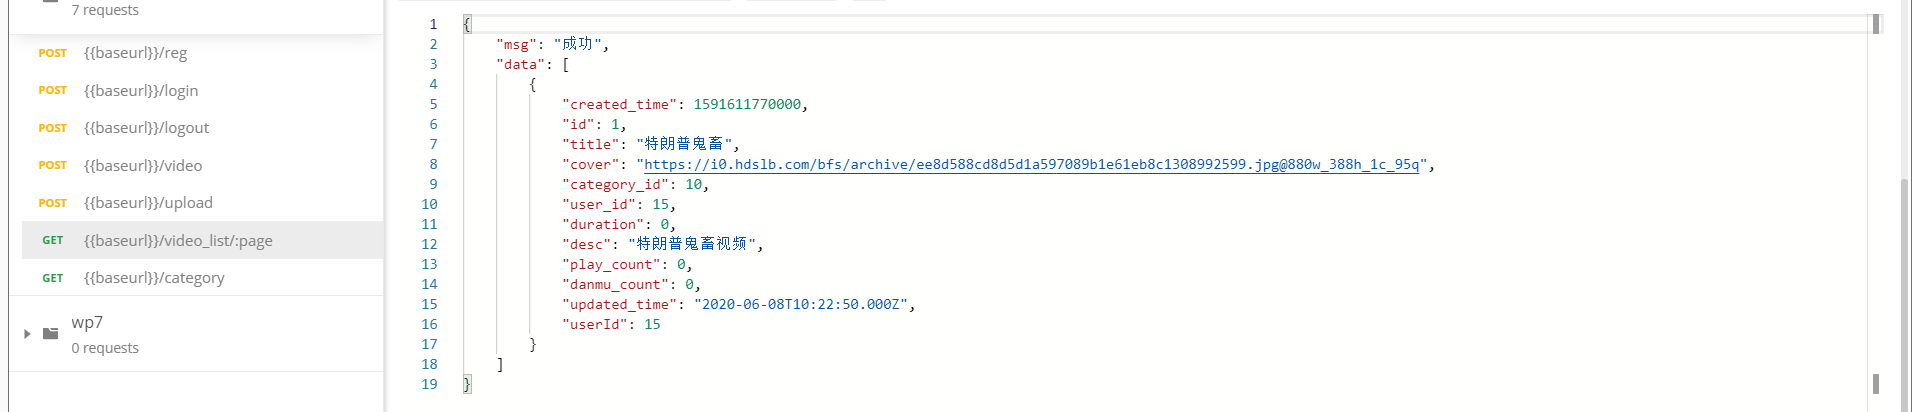 7 requests
POST {{baseurl}}/reg
POST {{baseurl}}/login
POST {{baseurl}}/logout
POST {{baseurl}}/video
POST {{baseurl}}/upload
GET {{baseurl}}/video_list/:page
GET {{baseurl}}/category
wp7
0 requests
1 {
2 "msg": "成功",
3 "data": [
4 {
5 "created_time": 1591611770000,
6 "id": 1,
7 "title": "特朗普鬼畜",
8 "cover": "https://i0.hdslb.com/bfs/archive/ee8d588cd8d5d1a597089b1e61eb8c1308992599.jpg@880w_388h_1c_95q",
9 "category_id": 10,
10 "user_id": 15,
11 "duration": 0,
12 "desc": "特朗普鬼畜视频",
13 "play_count": 0,
14 "danmu_count": 0,
15 "updated_time": "2020-06-08T10:22:50.000Z",
16 "userId": 15
17 }
18 ]
19 }